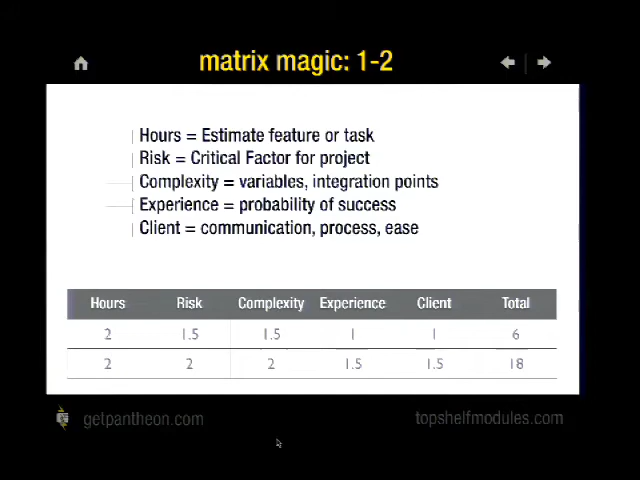 matrix magic: 1-2
Hours = Estimate feature or task
Risk = Critical Factor for project
Complexity = variables, integration points
Experience = probability of success
Client = communication, process, ease
Hours Risk Complexity Experience Client Total
2 1.5 1.5 1 1 6
2 2 2 1.5 1.5 18
getpantheon.com topshelfmodules.com